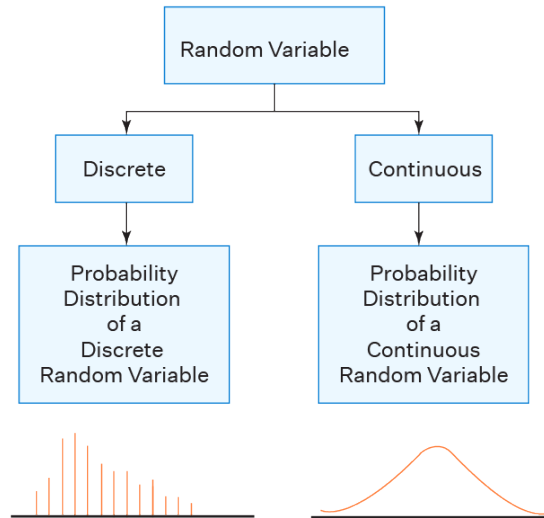 Random Variable
Discrete
Continuous
Probability
Distribution
of a
Discrete
Random Variable
Probability
Distribution
of a
Continuous
Random Variable